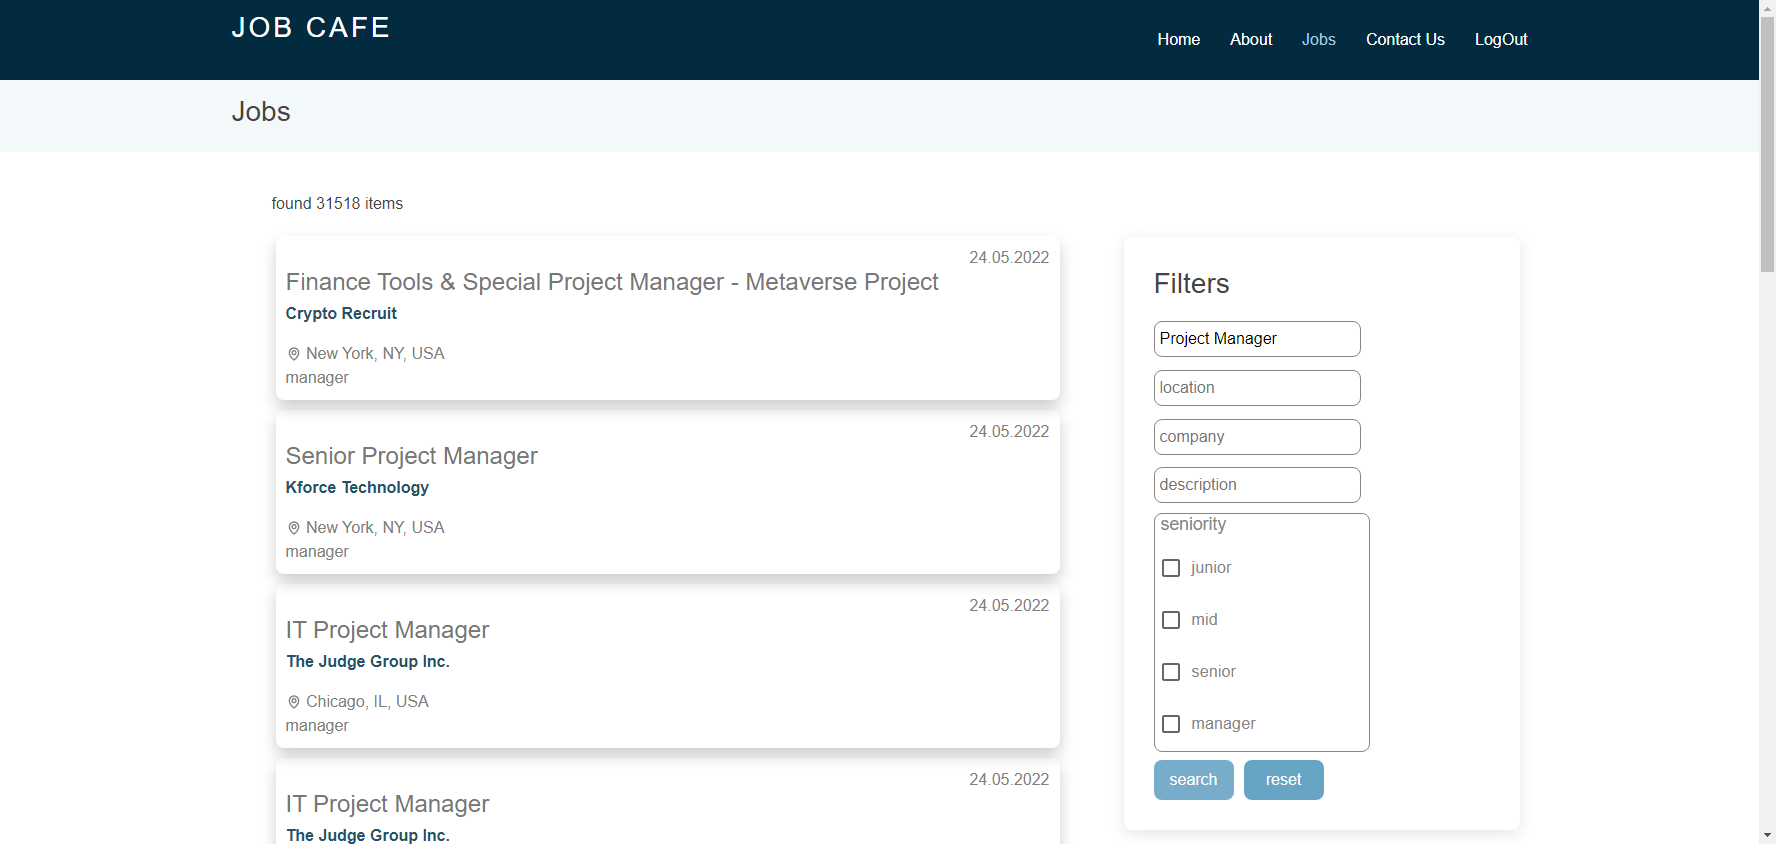 JOB CAFE
Home
About
Jobs
Contact Us
LogOut
Jobs
found 31518 items
24.05.2022
Finance Tools & Special Project Manager - Metaverse Project
Crypto Recruit
New York, NY, USA
manager
24.05.2022
Senior Project Manager
Kforce Technology
New York, NY, USA
manager
24.05.2022
IT Project Manager
The Judge Group Inc.
Chicago, IL, USA
manager
24.05.2022
IT Project Manager
The Judge Group Inc.
Filters
Project Manager
location
company
description
seniority
junior
mid
senior
manager
search
reset